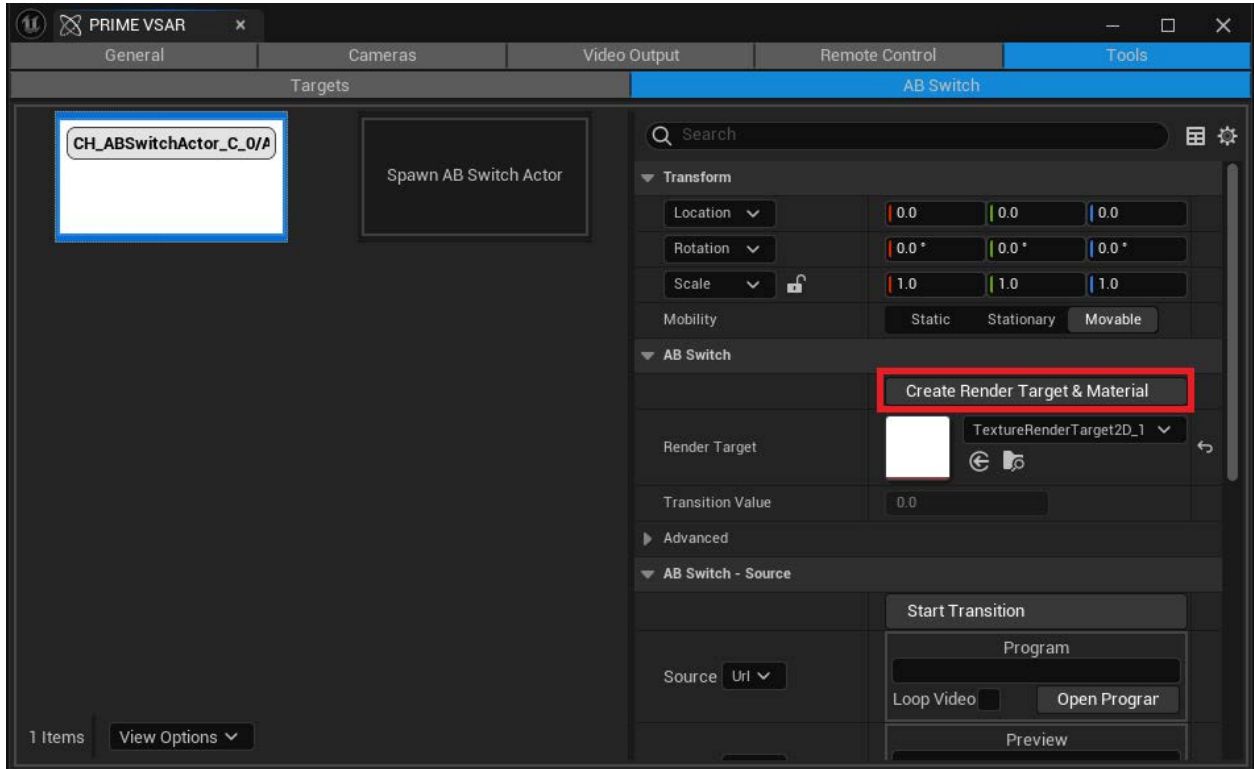 PRIME VSAR
General Cameras Video Output Remote Control Tools
Targets AB Switch
CH_ABSwitchActor_C_0/A
Spawn AB Switch Actor
Search
Transform
Location 0.0 0.0 0.0
Rotation 0.0° 0.0° 0.0°
Scale 1.0 1.0 1.0
Mobility Static Stationary Movable
AB Switch
Create Render Target & Material
Render Target TextureRenderTarget2D_1
Transition Value 0.0
Advanced
AB Switch - Source
Start Transition
Program
Source Url
Loop Video Open Prograr
Preview
1 Items View Options